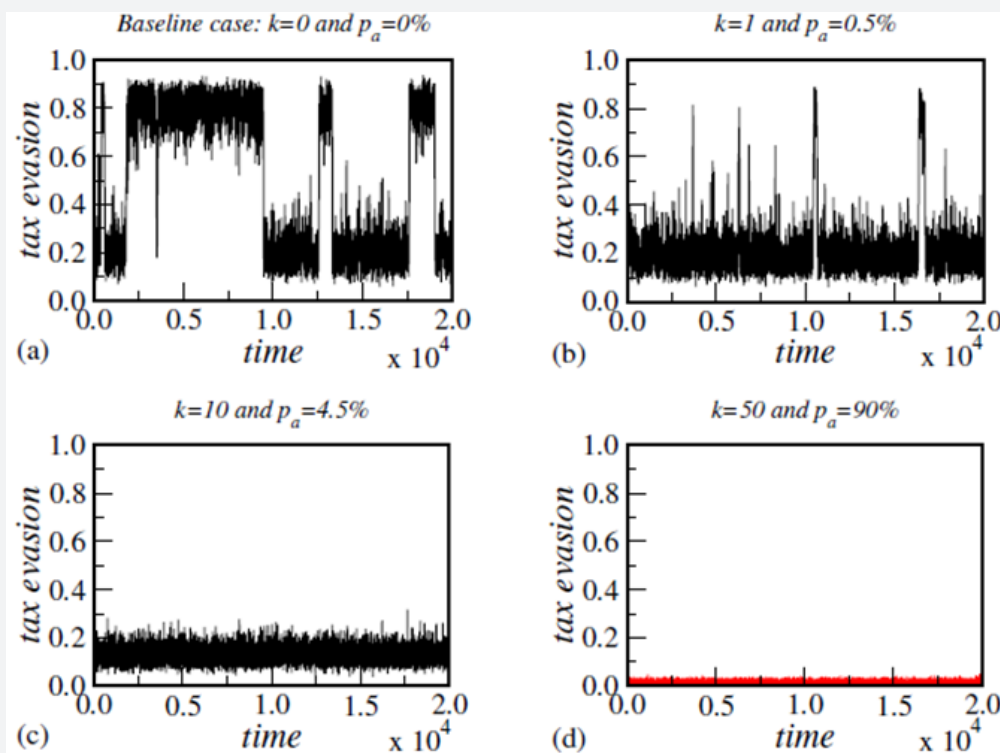 Baseline case: k=0 and p_a=0%
1.0
0.8
0.6
0.4
0.2
0.0
tax evasion
0.0 0.5 1.0 1.5 2.0
time
x 10^4
(a)
k=1 and p_a=0.5%
1.0
0.8
0.6
0.4
0.2
0.0
tax evasion
0.0 0.5 1.0 1.5 2.0
time
x 10^4
(b)
k=10 and p_a=4.5%
1.0
0.8
0.6
0.4
0.2
0.0
tax evasion
0.0 0.5 1.0 1.5 2.0
time
x 10^4
(c)
k=50 and p_a=90%
1.0
0.8
0.6
0.4
0.2
0.0
tax evasion
0.0 0.5 1.0 1.5 2.0
time
x 10^4
(d)